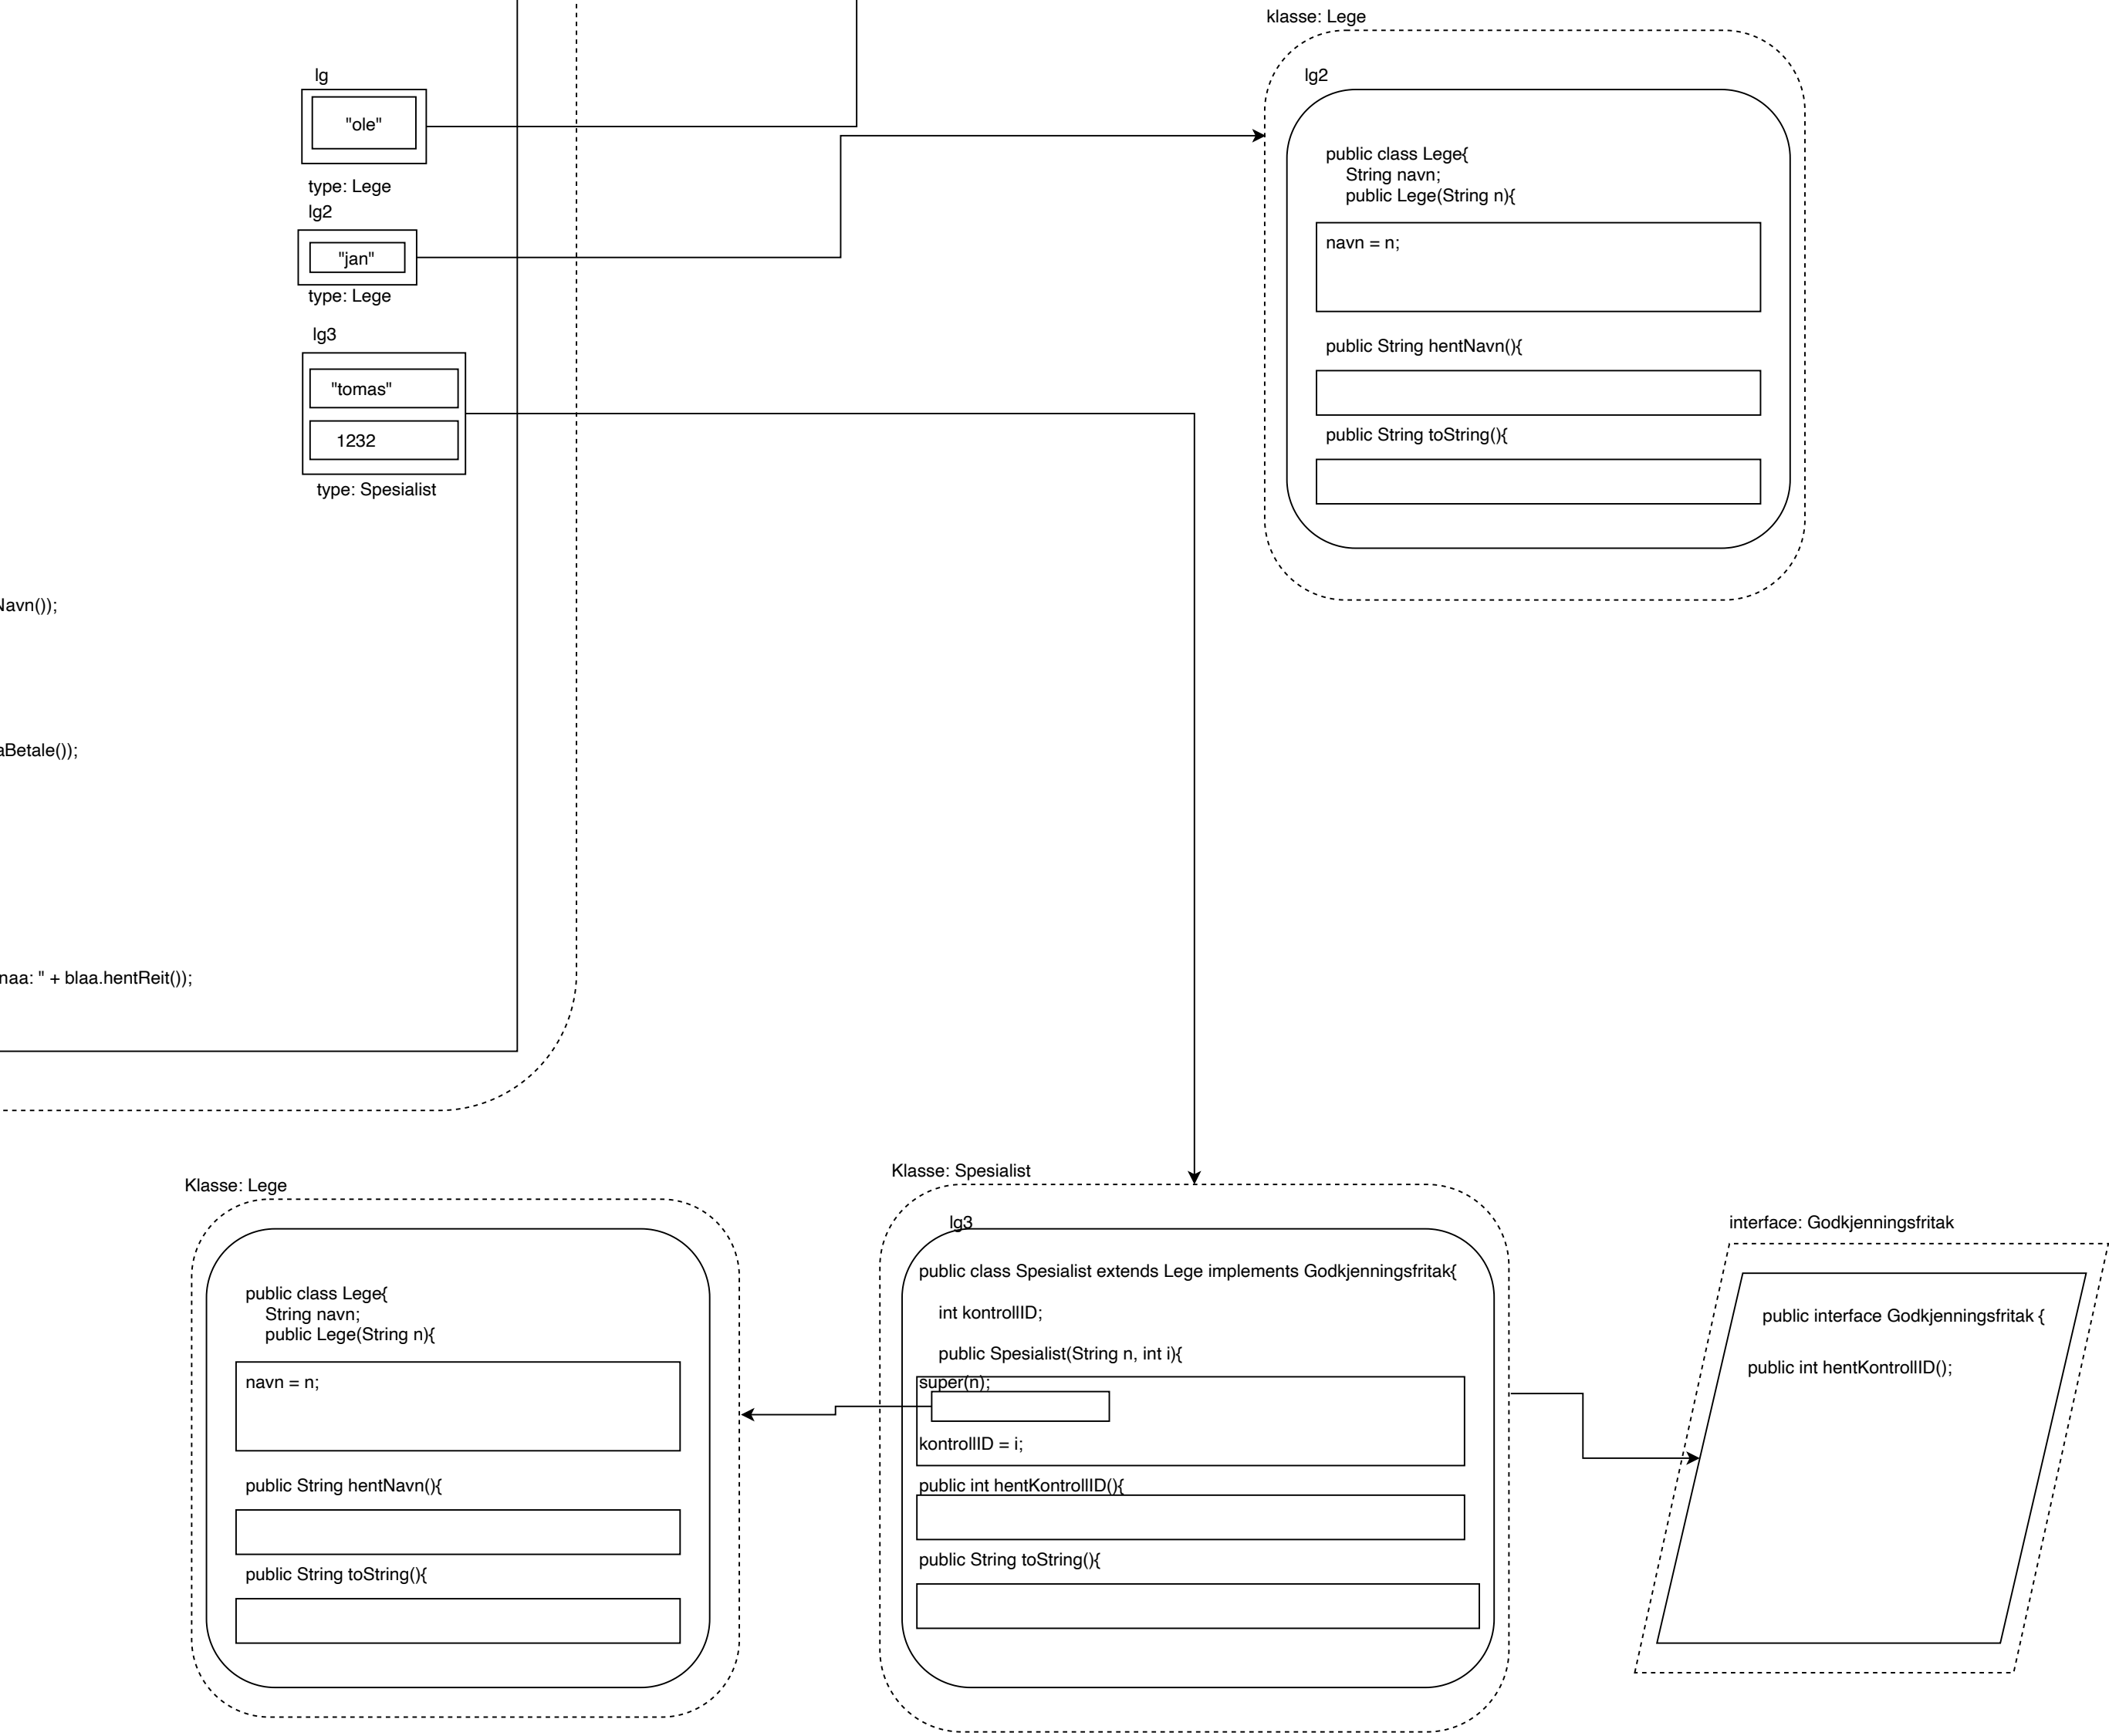 klasse: Lege
lg
lg2
"ole"
public class Lege{
String navn;
public Lege(String n){
type: Lege
lg2
navn = n;
"jan"
type: Lege
lg3
public String hentNavn(){
"tomas"
1232
public String toString(){
type: Spesialist
Navn());
aBetale());
naa: " + blaa.hentReit());
Klasse: Lege
public class Lege{
String navn;
public Lege(String n){
navn = n;
public String hentNavn(){
public String toString(){
Klasse: Spesialist
lg3
public class Spesialist extends Lege implements Godkjenningsfritak{
int kontrollID;
public Spesialist(String n, int i){
super(n);
kontrollID = i;
public int hentKontrollID(){
public String toString(){
interface: Godkjenningsfritak
public interface Godkjenningsfritak {
public int hentKontrollID();